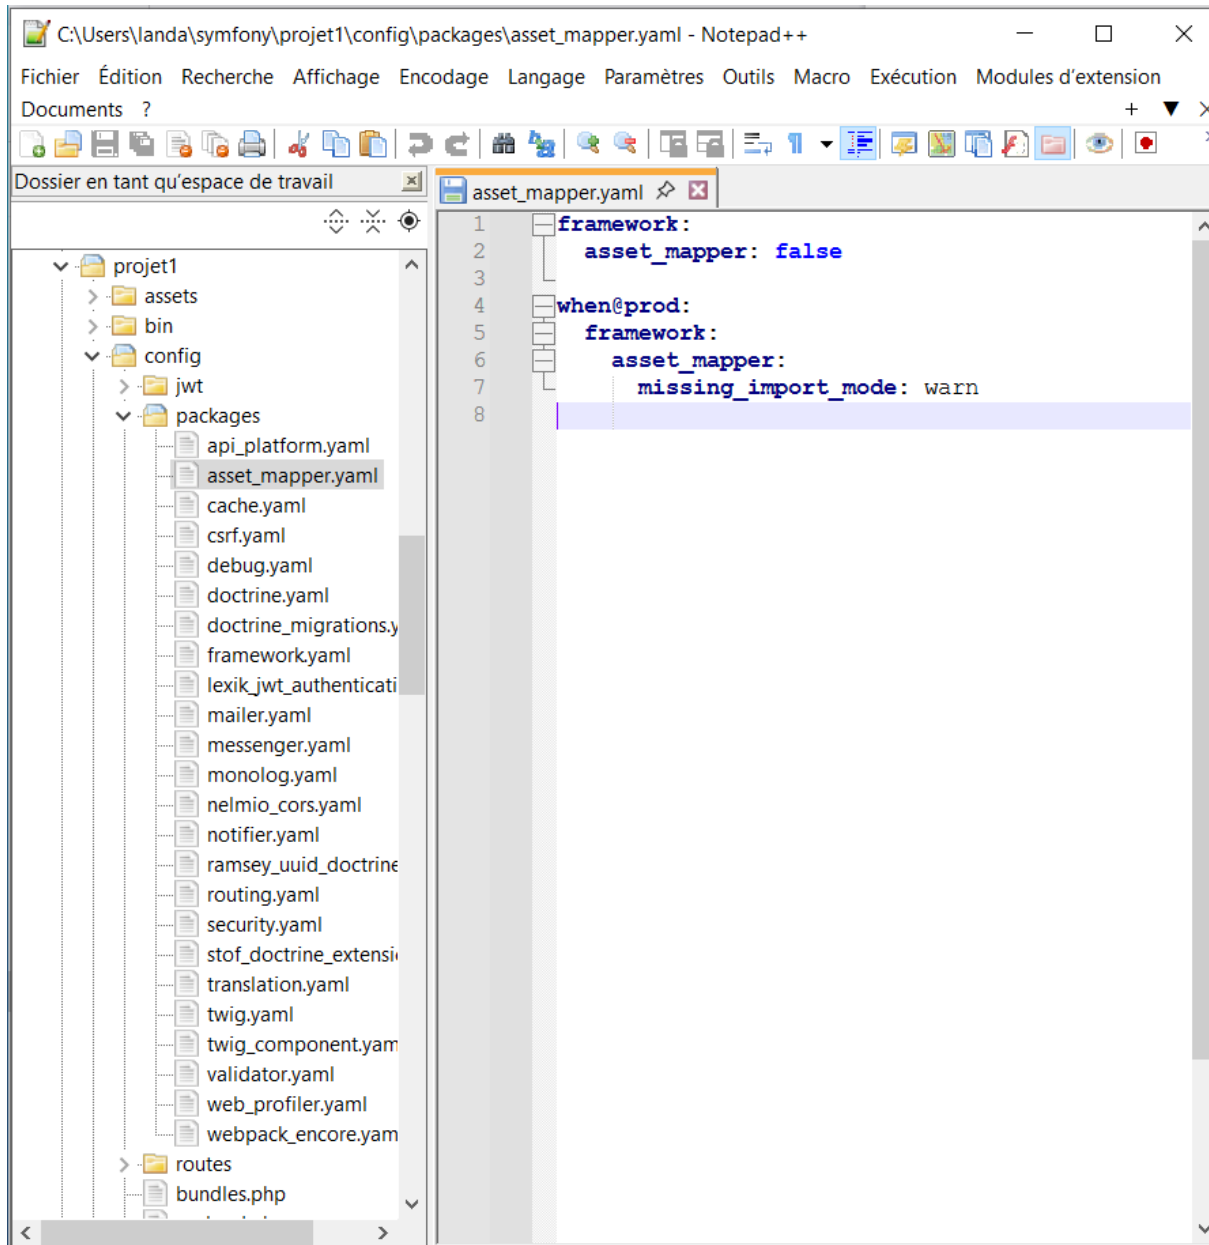 C:\Users\landa\symfony\projet1\config\packages\asset_mapper.yaml - Notepad++
Fichier Édition Recherche Affichage Encodage Langage Paramètres Outils Macro Exécution Modules d'extension
Documents ?
Dossier en tant qu'espace de travail
asset_mapper.yaml
projet1
assets
bin
config
jwt
packages
api_platform.yaml
asset_mapper.yaml
cache.yaml
csrf.yaml
debug.yaml
doctrine.yaml
doctrine_migrations.y
framework.yaml
lexik_jwt_authenticati
mailer.yaml
messenger.yaml
monolog.yaml
nelmio_cors.yaml
notifier.yaml
ramsey_uuid_doctrine
routing.yaml
security.yaml
stof_doctrine_extensi
translation.yaml
twig.yaml
twig_component.yam
validator.yaml
web_profiler.yaml
webpack_encore.yam
routes
bundles.php
1 framework:
2 asset_mapper: false
3
4 when@prod:
5 framework:
6 asset_mapper:
7 missing_import_mode: warn
8